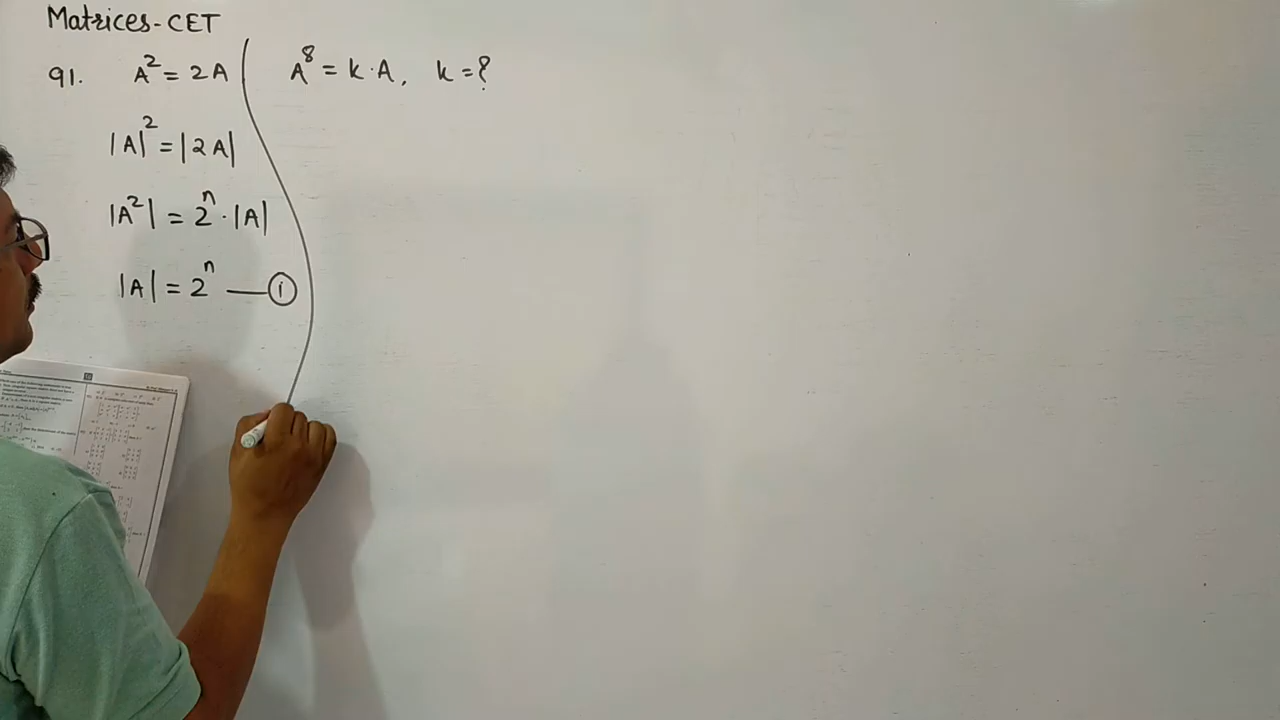 Matrices-CET
91. A² = 2A A⁸ = k·A, k = ?
|A|² = |2A|
|A²| = 2ⁿ·|A|
|A| = 2ⁿ — ①